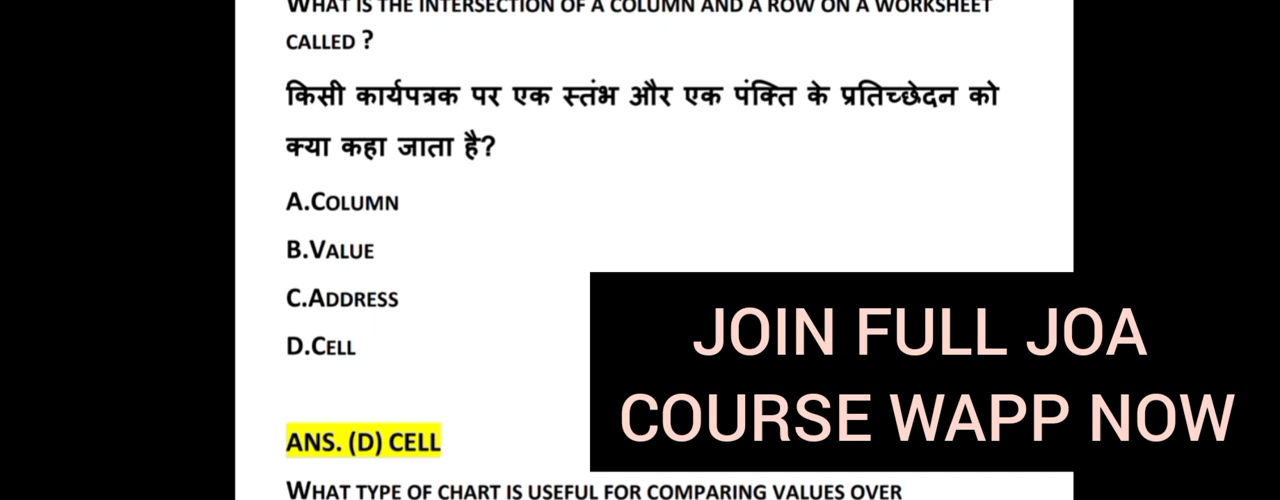 WHAT IS THE INTERSECTION OF A COLUMN AND A ROW ON A WORKSHEET
CALLED ?
किसी कार्यपत्रक पर एक स्तंभ और एक पंक्ति के प्रतिच्छेदन को
क्या कहा जाता है?
A.COLUMN
B.VALUE
C.ADDRESS
D.CELL
JOIN FULL JOA
COURSE WAPP NOW
ANS. (D) CELL
WHAT TYPE OF CHART IS USEFUL FOR COMPARING VALUES OVER